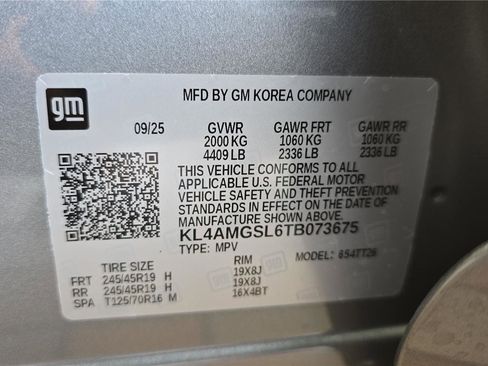 gm
MFD BY GM KOREA COMPANY
09/25 GVWR GAWR FRT GAWR RR
2000 KG 1060 KG 1060 KG
4409 LB 2336 LB 2336 LB
THIS VEHICLE CONFORMS TO ALL
APPLICABLE U.S. FEDERAL MOTOR
VEHICLE SAFETY AND THEFT PREVENTION
STANDARDS IN EFFECT ON THE DATE OF
MANUFACTURE SHOWN ABOVE.
KL4AMGSL6TB073675
TYPE: MPV MODEL: 654TT26
TIRE SIZE RIM
FRT 245/45R19 H 19X8J
RR 245/45R19 H 19X8J
SPA T125/70R16 M 16X4BT